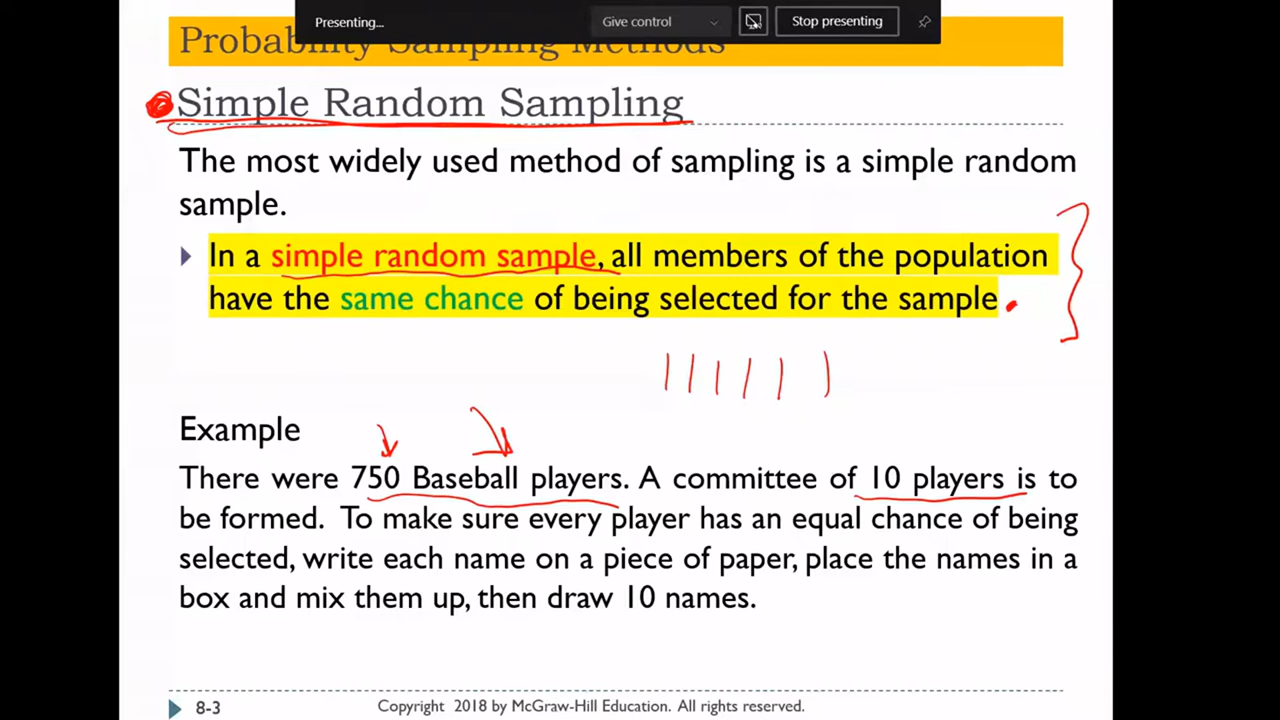 Presenting...
Give control
Stop presenting
Probability Sampling Methods
Simple Random Sampling
The most widely used method of sampling is a simple random
sample.
In a simple random sample, all members of the population
have the same chance of being selected for the sample.
Example
There were 750 Baseball players. A committee of 10 players is to
be formed. To make sure every player has an equal chance of being
selected, write each name on a piece of paper, place the names in a
box and mix them up, then draw 10 names.
8-3
Copyright 2018 by McGraw-Hill Education. All rights reserved.